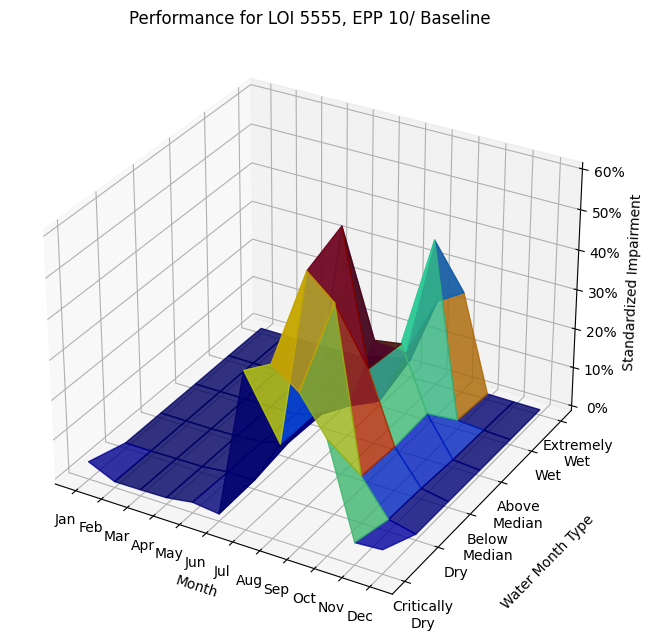 Performance for LOI 5555, EPP 10/ Baseline
60%
50%
40%
30%
20%
10%
0%
Standardized Impairment
Jan
Feb
Mar
Apr
May
Jun
Jul
Aug
Sep
Oct
Nov
Dec
Month
Extremely
Wet
Wet
Above
Median
Below
Median
Dry
Critically
Dry
Water Month Type